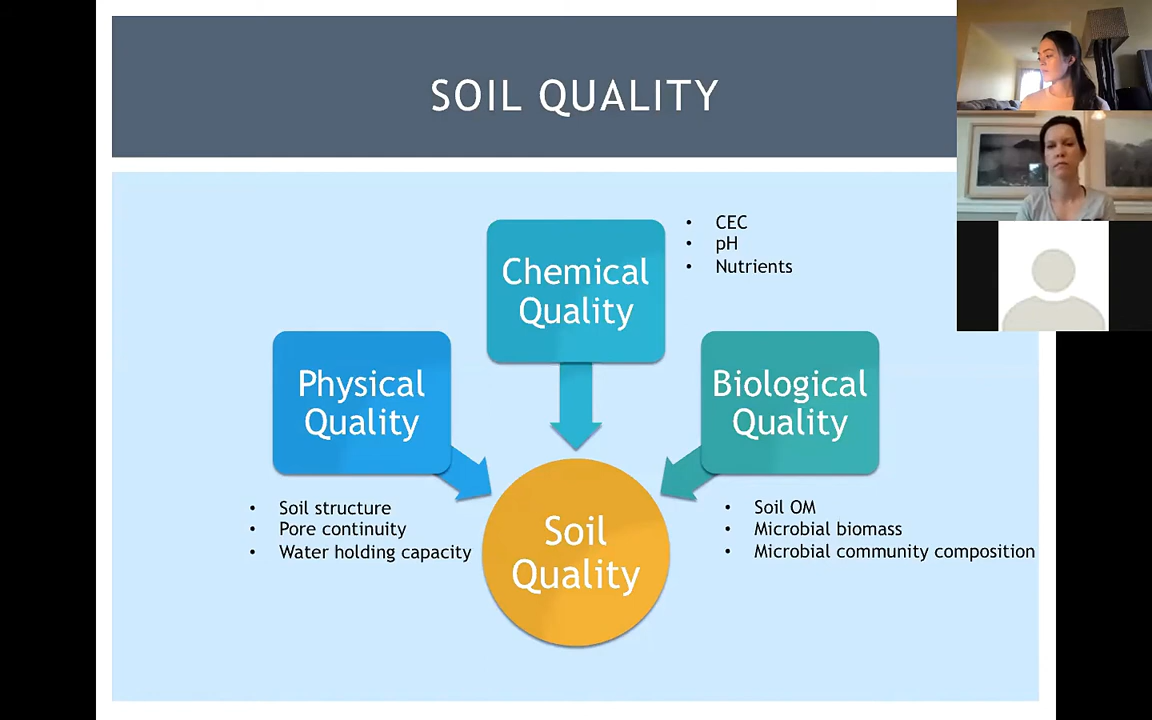 SOIL QUALITY
Chemical
Quality
• CEC
• pH
• Nutrients
Physical
Quality
• Soil structure
• Pore continuity
• Water holding capacity
Biological
Quality
• Soil OM
• Microbial biomass
• Microbial community composition
Soil
Quality